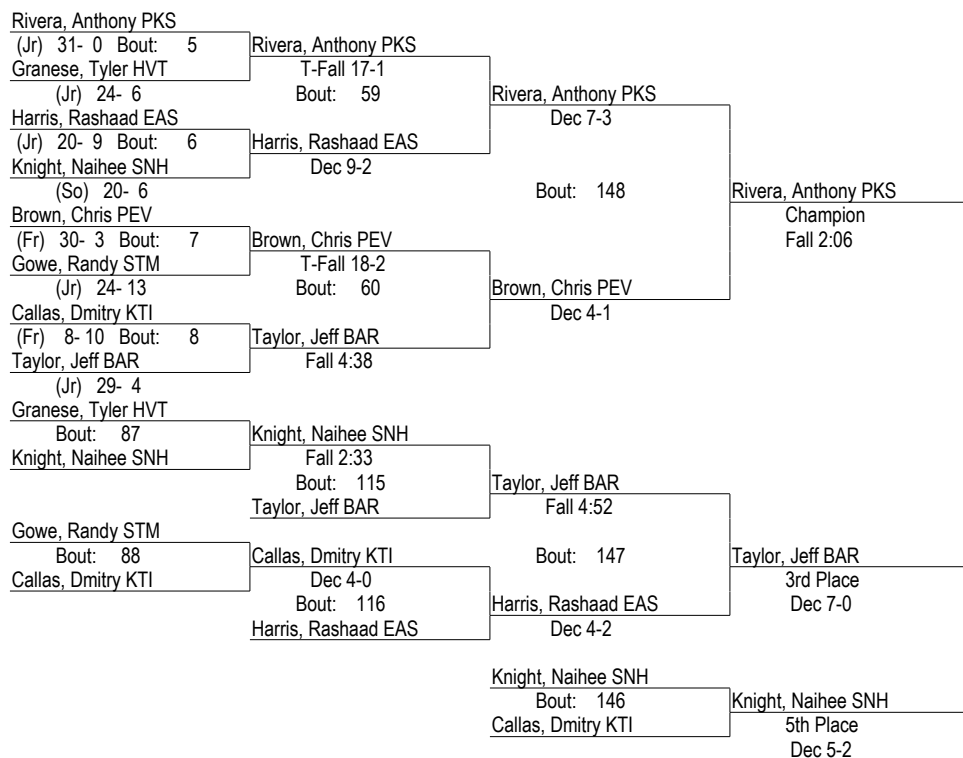 Rivera, Anthony PKS
(Jr) 31- 0 Bout: 5
Rivera, Anthony PKS
Granese, Tyler HVT
T-Fall 17-1
(Jr) 24- 6
Bout: 59
Rivera, Anthony PKS
Harris, Rashaad EAS
Dec 7-3
(Jr) 20- 9 Bout: 6
Harris, Rashaad EAS
Knight, Naihee SNH
Dec 9-2
(So) 20- 6
Bout: 148
Rivera, Anthony PKS
Brown, Chris PEV
Champion
(Fr) 30- 3 Bout: 7
Brown, Chris PEV
Fall 2:06
Gowe, Randy STM
T-Fall 18-2
(Jr) 24- 13
Bout: 60
Brown, Chris PEV
Callas, Dmitry KTI
Dec 4-1
(Fr) 8- 10 Bout: 8
Taylor, Jeff BAR
Taylor, Jeff BAR
Fall 4:38
(Jr) 29- 4
Granese, Tyler HVT
Bout: 87
Knight, Naihee SNH
Knight, Naihee SNH
Fall 2:33
Bout: 115
Taylor, Jeff BAR
Taylor, Jeff BAR
Fall 4:52
Gowe, Randy STM
Bout: 88
Callas, Dmitry KTI
Bout: 147
Taylor, Jeff BAR
Callas, Dmitry KTI
Dec 4-0
3rd Place
Bout: 116
Harris, Rashaad EAS
Dec 7-0
Harris, Rashaad EAS
Dec 4-2
Knight, Naihee SNH
Bout: 146
Knight, Naihee SNH
Callas, Dmitry KTI
5th Place
Dec 5-2